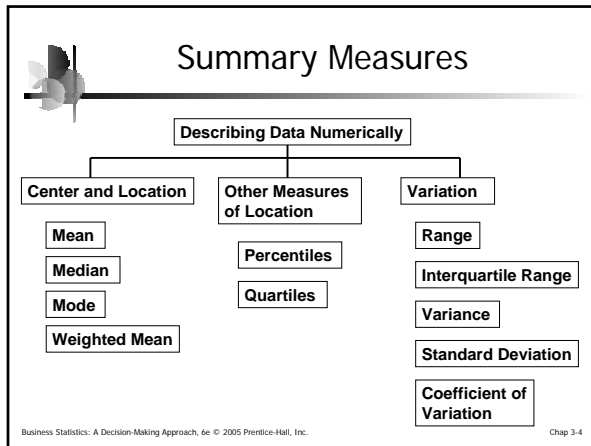 Summary Measures
Describing Data Numerically
Center and Location
Mean
Median
Mode
Weighted Mean
Other Measures
of Location
Percentiles
Quartiles
Variation
Range
Interquartile Range
Variance
Standard Deviation
Coefficient of
Variation
Business Statistics: A Decision-Making Approach, 6e © 2005 Prentice-Hall, Inc.
Chap 3-4